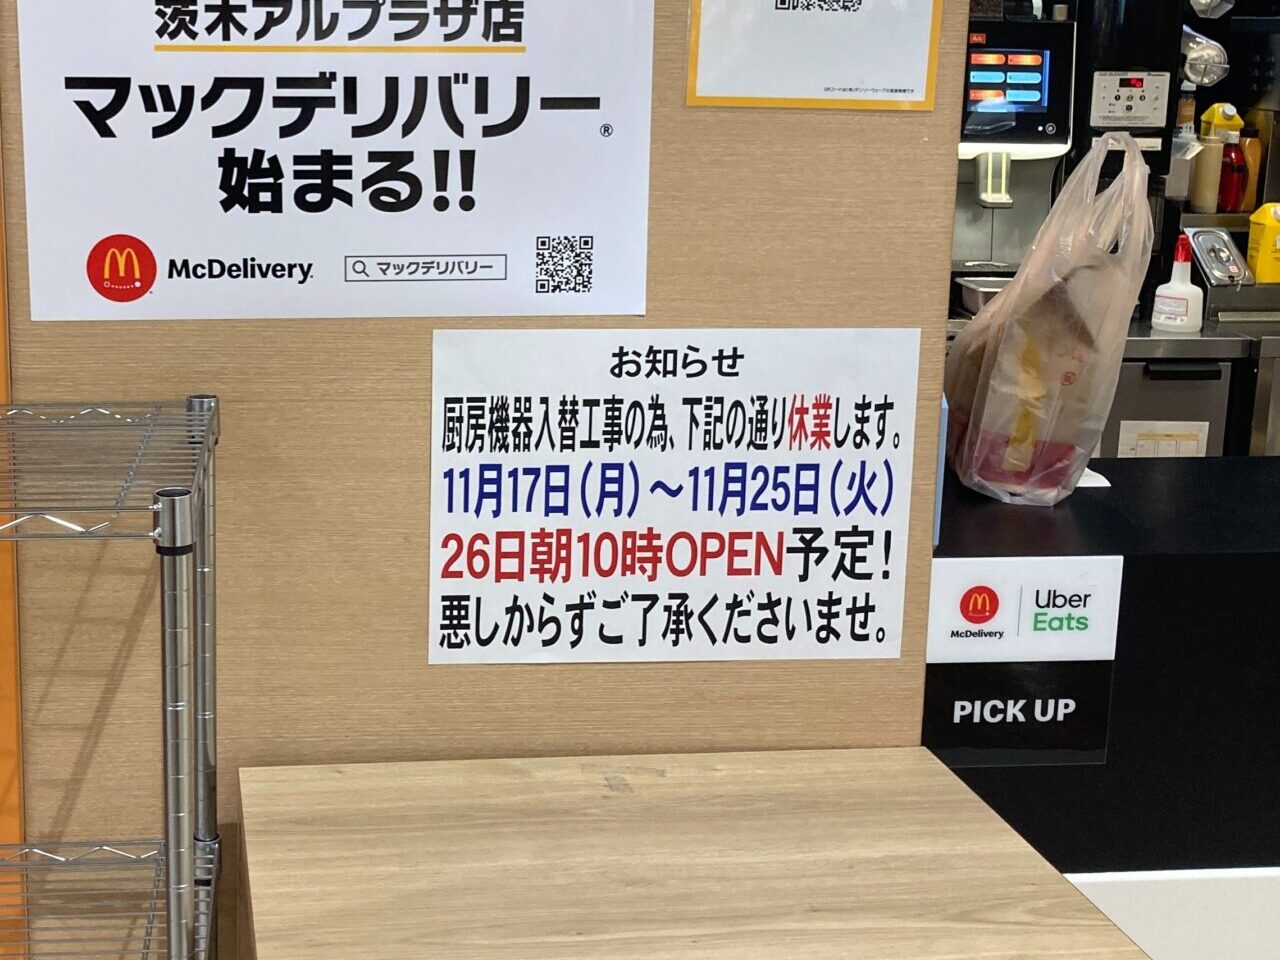 茨木アルプラザ店
マックデリバリー®
始まる!!
McDelivery.
マックデリバリー
お知らせ
厨房機器入替工事の為、下記の通り休業します。
11月17日(月)～11月25日(火)
26日朝10時OPEN予定!
悪しからずご了承くださいませ。
McDelivery
Uber
Eats
PICK UP